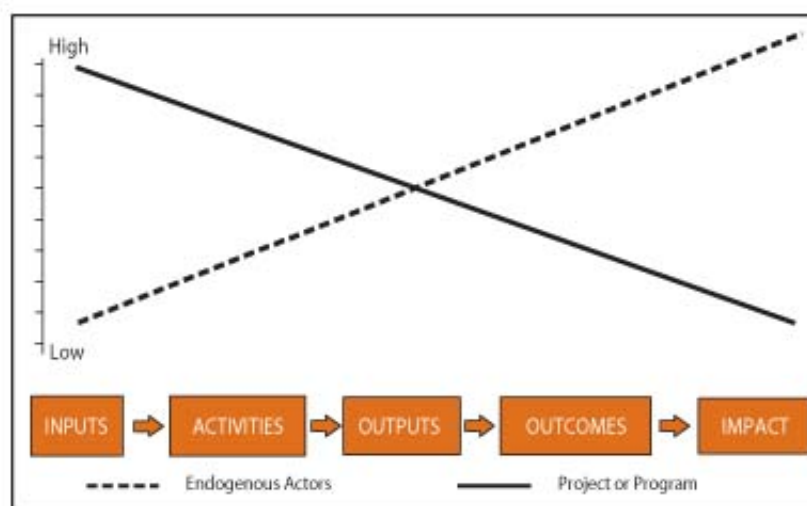 High
Low
INPUTS ACTIVITIES OUTPUTS OUTCOMES IMPACT
Endogenous Actors Project or Program